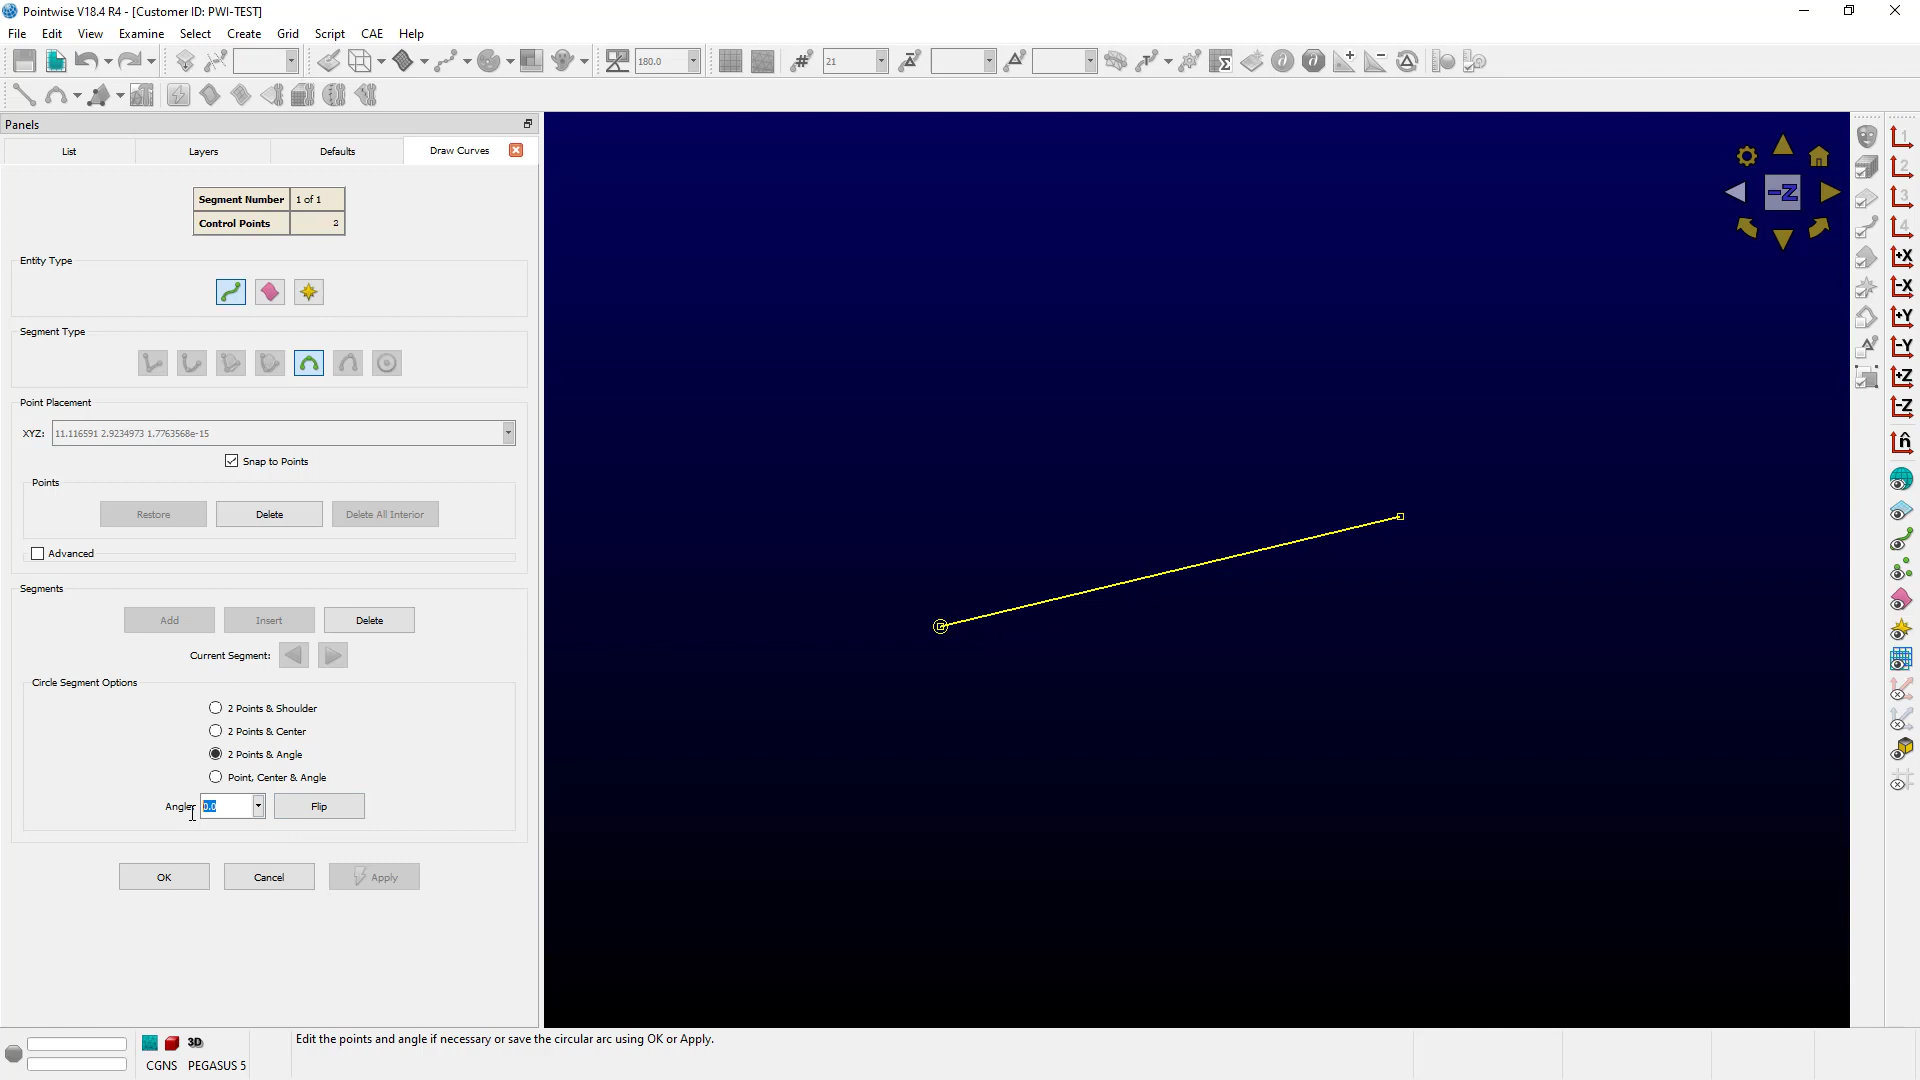 Pointwise V18.4 R4 - [Customer ID: PWI-TEST]
File Edit View Examine Select Create Grid Script CAE Help
180.0 21
Panels
List Layers Defaults Draw Curves
Segment Number 1 of 1
Control Points 2
Entity Type
Segment Type
Point Placement
XYZ: 11.116591 2.9234973 1.7763568e-15
Snap to Points
Points
Restore Delete Delete All Interior
Advanced
Segments
Add Insert Delete
Current Segment:
Circle Segment Options
2 Points & Shoulder
2 Points & Center
2 Points & Angle
Point, Center & Angle
Angle: 0.0 Flip
OK Cancel Apply
-Z
1
2
3
4
+X
-X
+Y
-Y
+Z
-Z
n̂
3D
CGNS PEGASUS 5
Edit the points and angle if necessary or save the circular arc using OK or Apply.